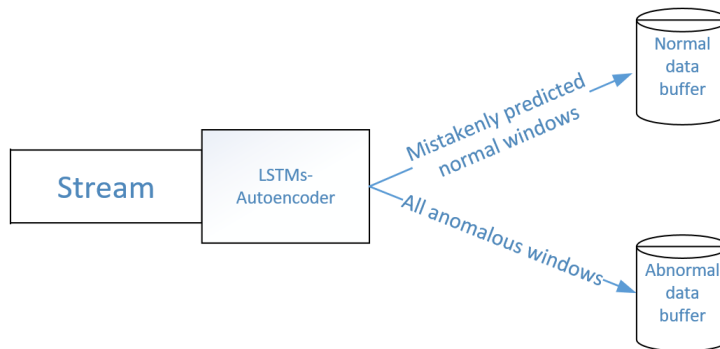 Stream
LSTMs-
Autoencoder
Mistakenly predicted
normal windows
All anomalous windows
Normal
data
buffer
Abnormal
data
buffer